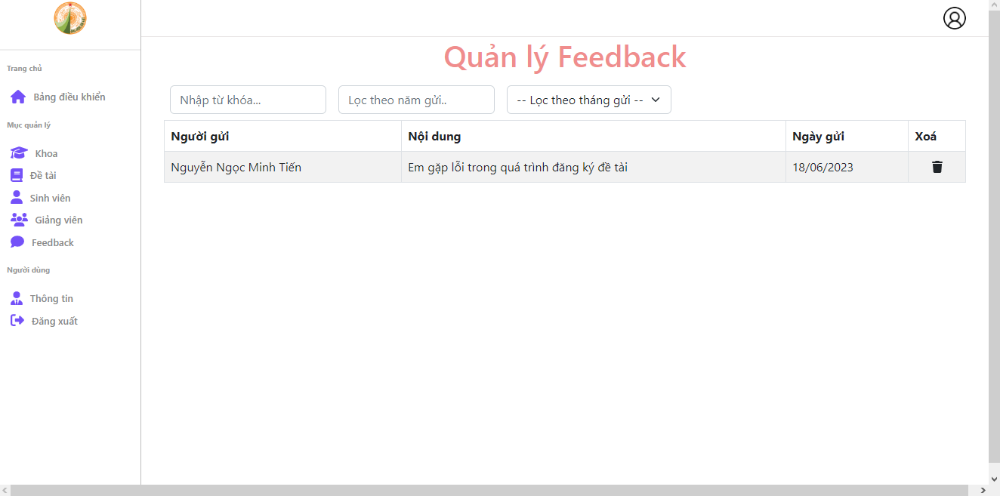 Trang chủ
Bảng điều khiển
Mục quản lý
Khoa
Đề tài
Sinh viên
Giảng viên
Feedback
Người dùng
Thông tin
Đăng xuất
Quản lý Feedback
Nhập từ khóa...
Lọc theo năm gửi..
-- Lọc theo tháng gửi --
Người gửi Nội dung Ngày gửi Xoá
Nguyễn Ngọc Minh Tiến Em gặp lỗi trong quá trình đăng ký đề tài 18/06/2023